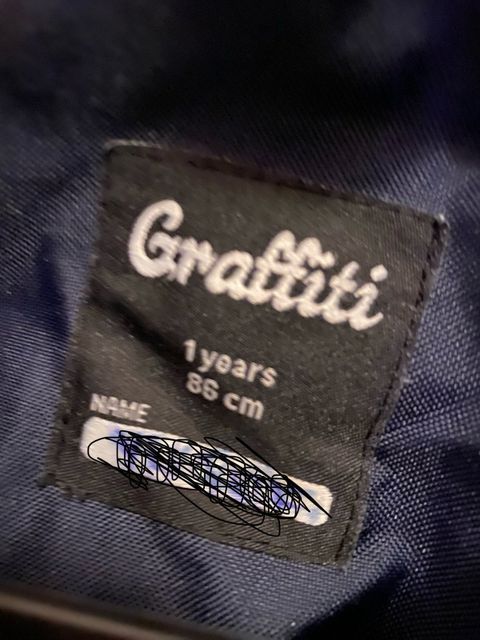 Graffiti
1 years
86 cm
NAME